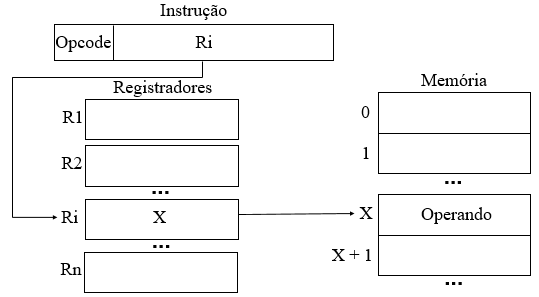 Instrução
Opcode Ri
Registradores
R1
R2
...
Ri X
...
Rn
Memória
0
1
...
X Operando
X + 1
...